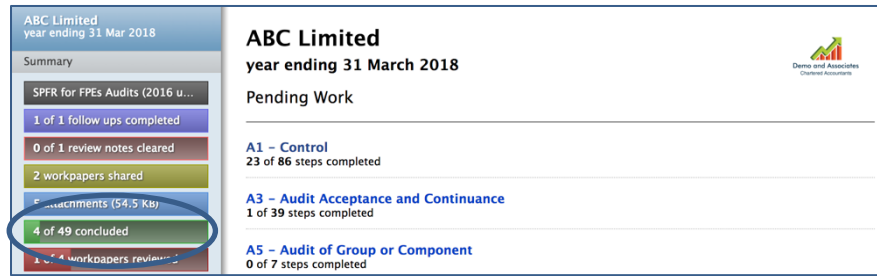 ABC Limited
year ending 31 Mar 2018
Summary
SPFR for FPEs Audits (2016 u...
1 of 1 follow ups completed
0 of 1 review notes cleared
2 workpapers shared
5 attachments (54.5 KB)
4 of 49 concluded
1 of 4 workpapers reviewed
ABC Limited
year ending 31 March 2018
Pending Work
Demo and Associates
Chartered Accountants
A1 – Control
23 of 86 steps completed
A3 – Audit Acceptance and Continuance
1 of 39 steps completed
A5 – Audit of Group or Component
0 of 7 steps completed